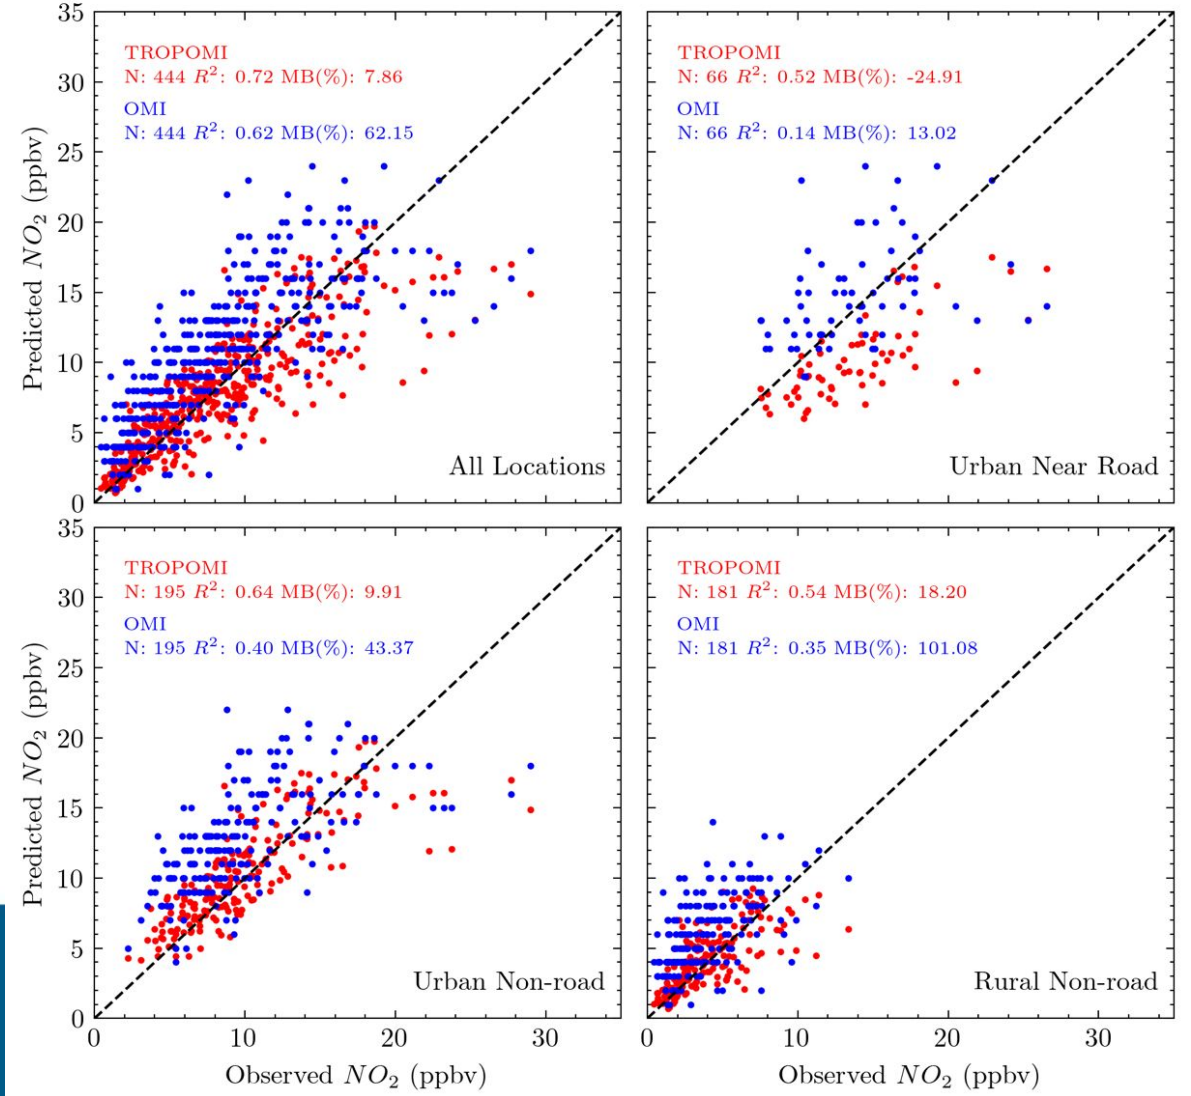 35
30
25
20
15
10
5
0
Predicted NO2 (ppbv)
TROPOMI
N: 444 R²: 0.72 MB(%): 7.86
OMI
N: 444 R²: 0.62 MB(%): 62.15
All Locations
TROPOMI
N: 66 R²: 0.52 MB(%): -24.91
OMI
N: 66 R²: 0.14 MB(%): 13.02
Urban Near Road
35
30
25
20
15
10
5
0
Predicted NO2 (ppbv)
TROPOMI
N: 195 R²: 0.64 MB(%): 9.91
OMI
N: 195 R²: 0.40 MB(%): 43.37
Urban Non-road
0 10 20 30
Observed NO2 (ppbv)
TROPOMI
N: 181 R²: 0.54 MB(%): 18.20
OMI
N: 181 R²: 0.35 MB(%): 101.08
Rural Non-road
0 10 20 30
Observed NO2 (ppbv)